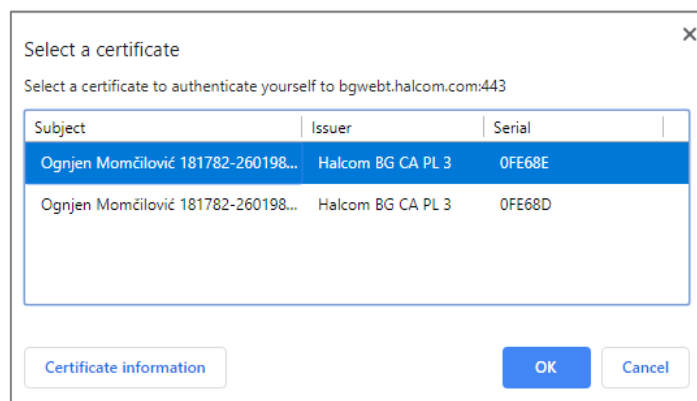 Select a certificate
Select a certificate to authenticate yourself to bgwebt.halcom.com:443
Subject Issuer Serial
Ognjen Momčilović 181782-260198... Halcom BG CA PL 3 0FE68E
Ognjen Momčilović 181782-260198... Halcom BG CA PL 3 0FE68D
Certificate information OK Cancel